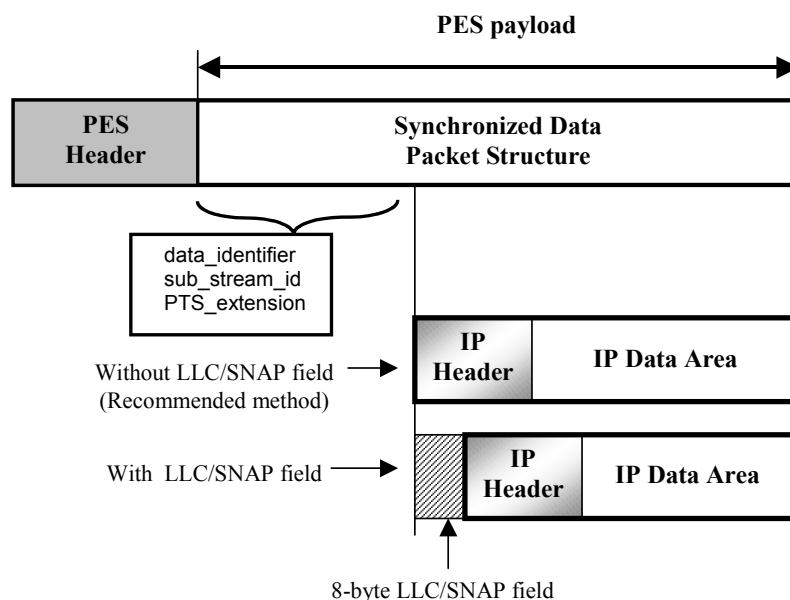 PES payload
PES
Header
Synchronized Data
Packet Structure
data_identifier
sub_stream_id
PTS_extension
Without LLC/SNAP field
(Recommended method)
IP
Header
IP Data Area
With LLC/SNAP field
IP
Header
IP Data Area
8-byte LLC/SNAP field